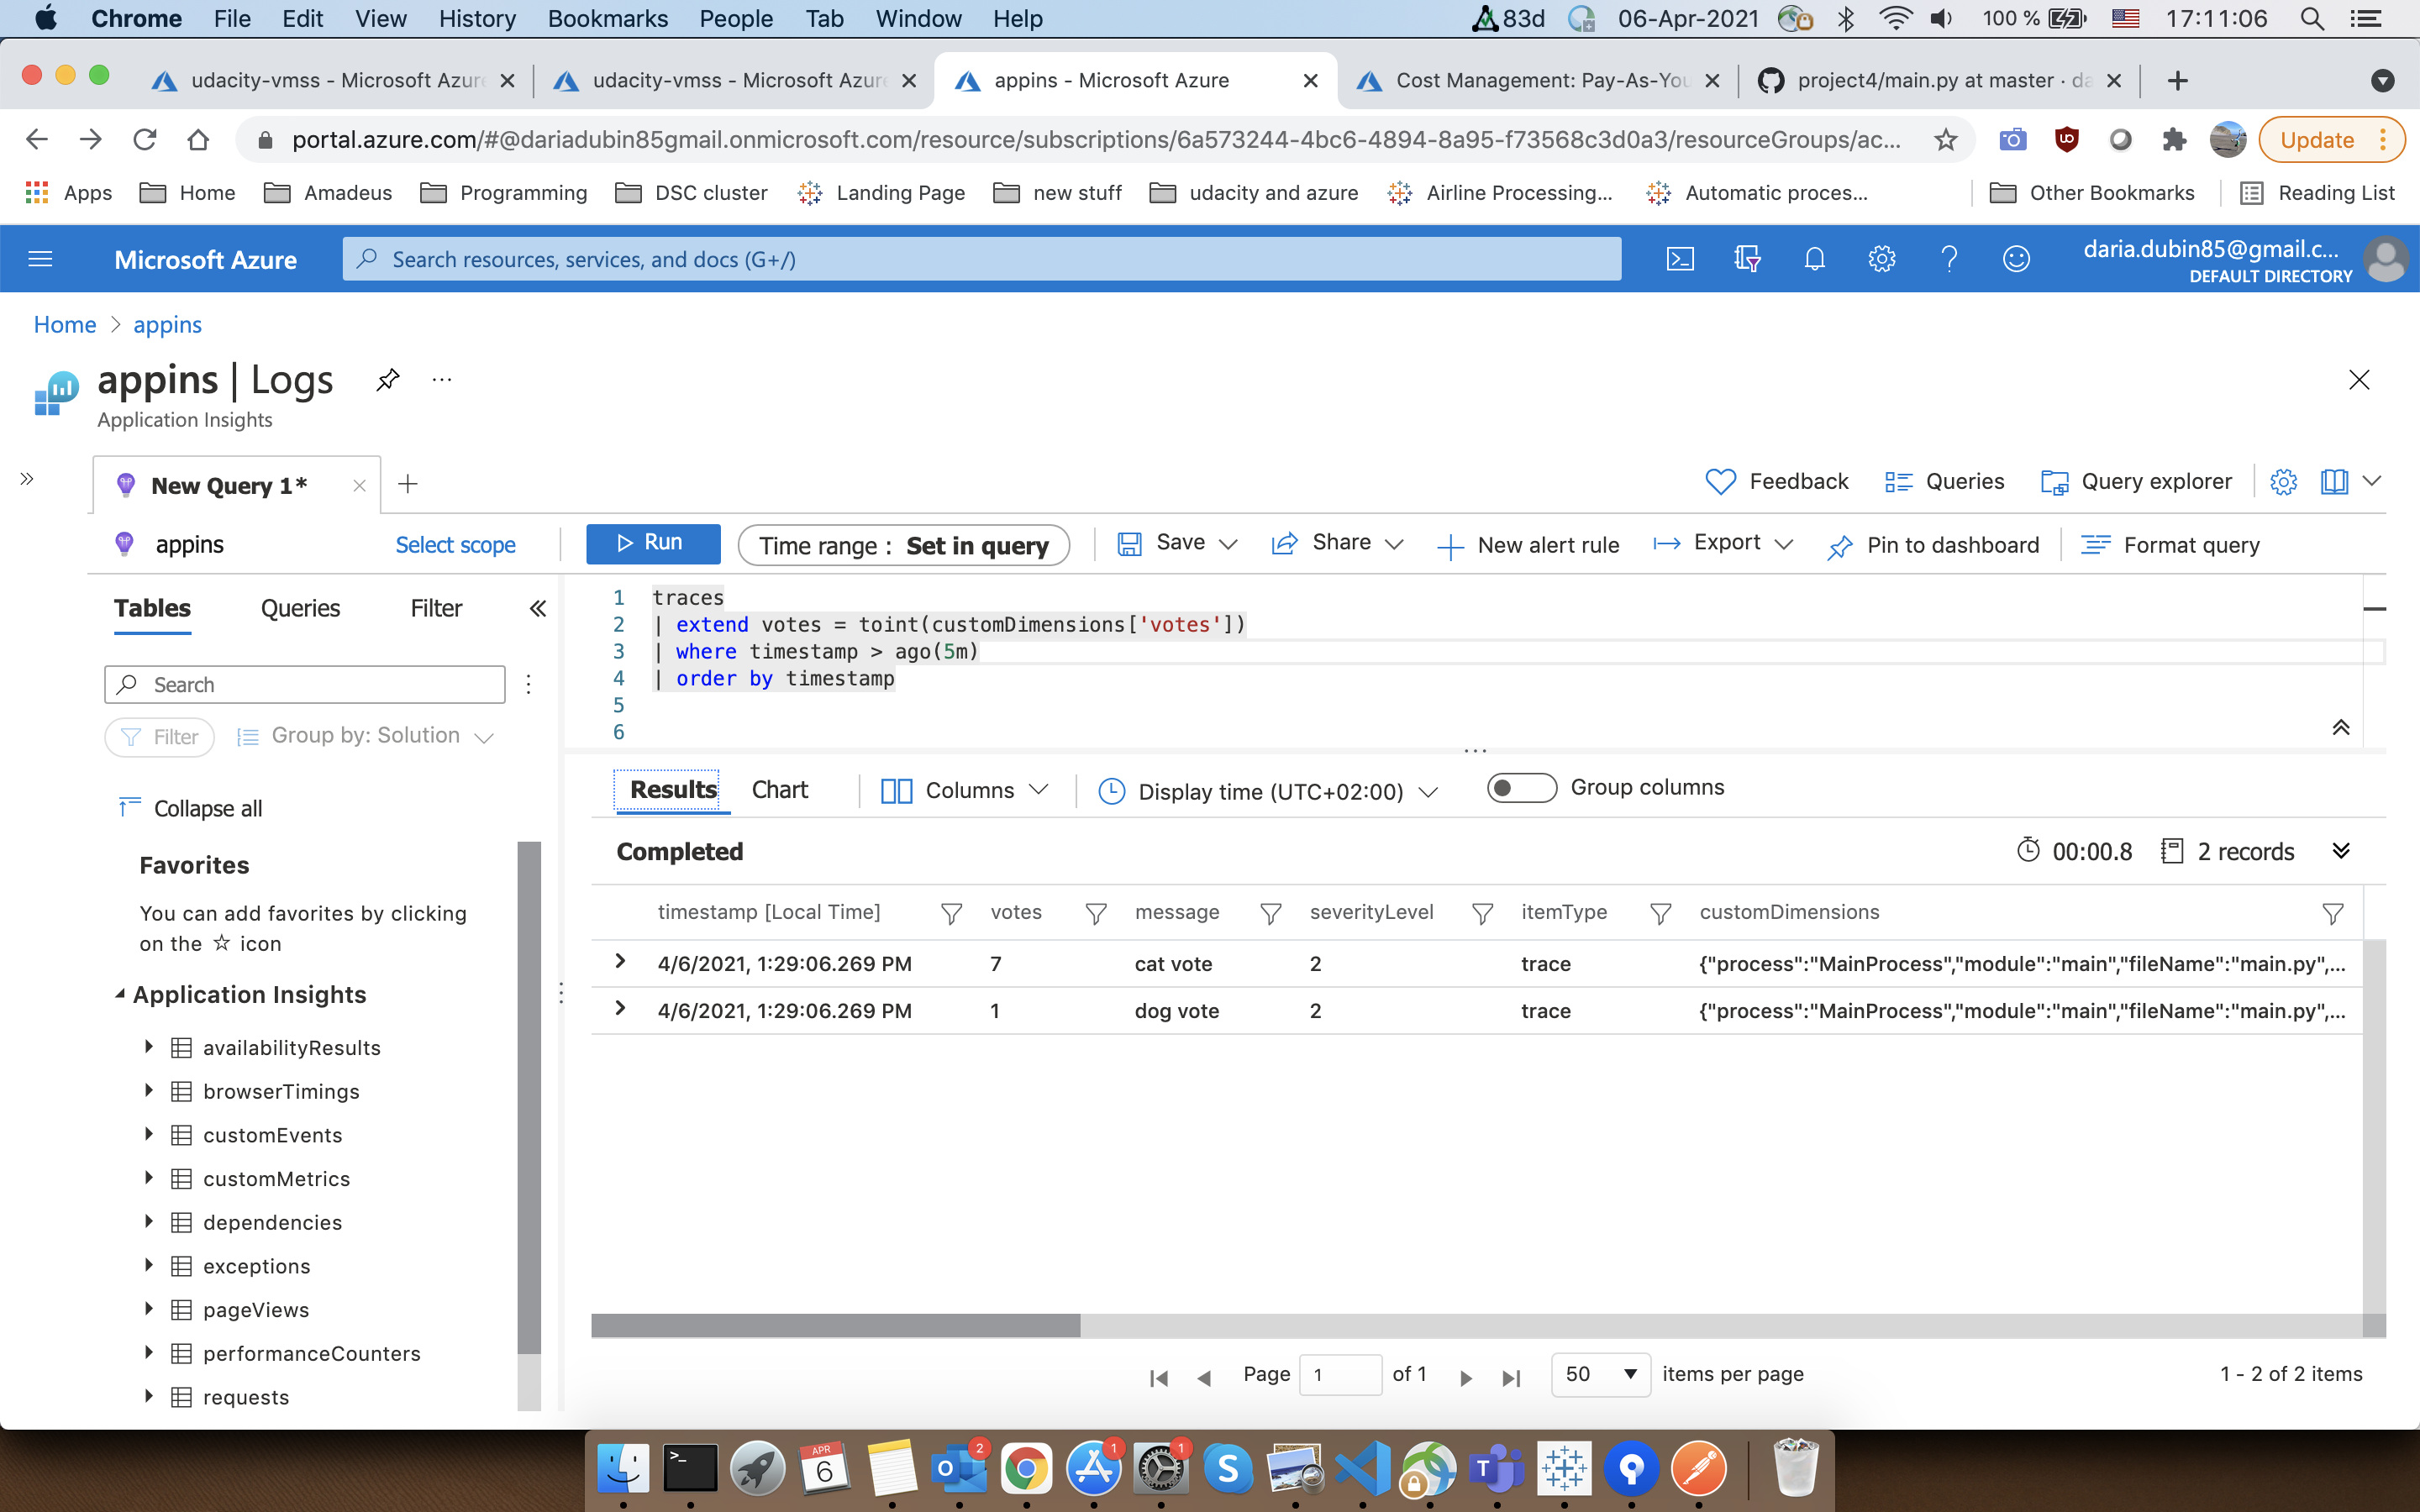 Chrome File Edit View History Bookmarks People Tab Window Help 83d 06-Apr-2021 100 % 17:11:06
udacity-vmss - Microsoft Azure udacity-vmss - Microsoft Azure appins - Microsoft Azure Cost Management: Pay-As-You project4/main.py at master · da
portal.azure.com/#@dariadubin85gmail.onmicrosoft.com/resource/subscriptions/6a573244-4bc6-4894-8a95-f73568c3d0a3/resourceGroups/ac... Update
Apps Home Amadeus Programming DSC cluster Landing Page new stuff udacity and azure Airline Processing... Automatic proces... Other Bookmarks Reading List
Microsoft Azure Search resources, services, and docs (G+/) daria.dubin85@gmail.c...
DEFAULT DIRECTORY
Home > appins
appins | Logs ...
Application Insights
New Query 1* Feedback Queries Query explorer
appins Select scope Run Time range : Set in query Save Share New alert rule Export Pin to dashboard Format query
Tables Queries Filter
Search
Filter Group by: Solution
Collapse all
Favorites
You can add favorites by clicking
on the ☆ icon
Application Insights
availabilityResults
browserTimings
customEvents
customMetrics
dependencies
exceptions
pageViews
performanceCounters
requests
1 traces
2 | extend votes = toint(customDimensions['votes'])
3 | where timestamp > ago(5m)
4 | order by timestamp
5
6
Results Chart Columns Display time (UTC+02:00) Group columns
Completed 00:00.8 2 records
timestamp [Local Time] votes message severityLevel itemType customDimensions
4/6/2021, 1:29:06.269 PM 7 cat vote 2 trace {"process":"MainProcess","module":"main","fileName":"main.py",...
4/6/2021, 1:29:06.269 PM 1 dog vote 2 trace {"process":"MainProcess","module":"main","fileName":"main.py",...
Page 1 of 1 50 items per page 1 - 2 of 2 items
APR
6 2 1 1